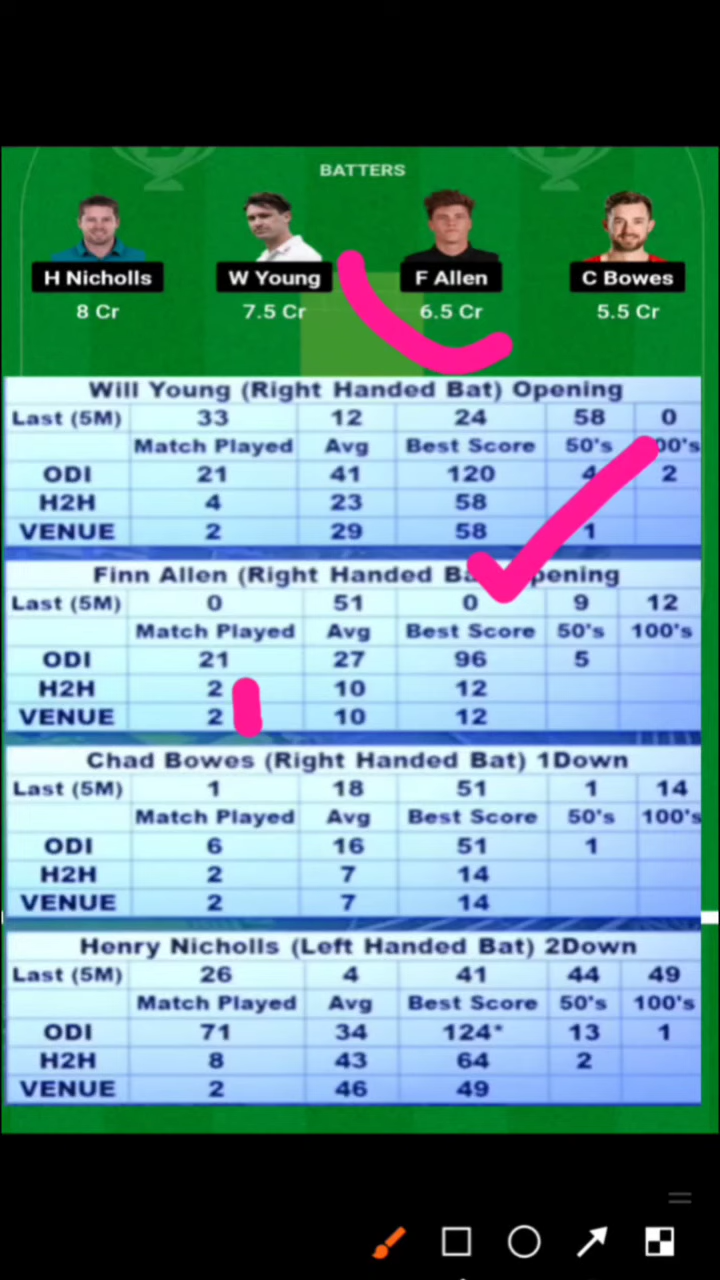 BATTERS
H Nicholls W Young F Allen C Bowes
8 Cr 7.5 Cr 6.5 Cr 5.5 Cr
Will Young (Right Handed Bat) Opening
Last (5M) 33 12 24 58 0
Match Played Avg Best Score 50's 00's
ODI 21 41 120 4 2
H2H 4 23 58
VENUE 2 29 58 1
Finn Allen (Right Handed pening
Last (5M) 0 51 0 9 12
Match Played Avg Best Score 50's 100's
ODI 21 27 96 5
H2H 2 10 12
VENUE 2 10 12
Chad Bowes (Right Handed Bat) 1Down
Last (5M) 1 18 51 1 14
Match Played Avg Best Score 50's 100's
ODI 6 16 51 1
H2H 2 7 14
VENUE 2 7 14
Henry Nicholls (Left Handed Bat) 2Down
Last (5M) 26 4 41 44 49
Match Played Avg Best Score 50's 100's
ODI 71 34 124* 13 1
H2H 8 43 64 2
VENUE 2 46 49